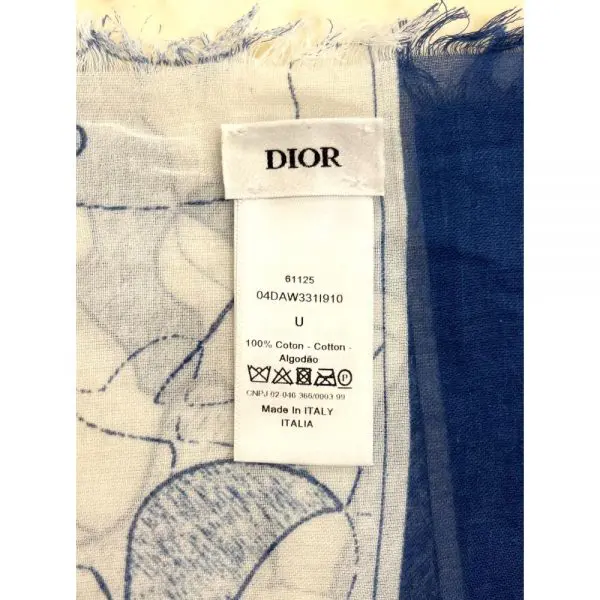 DIOR
61125
04DAW331I910
U
100% Coton - Cotton -
Algodão
P
CNPJ 02-046 366/0003 99
Made In ITALY
ITALIA